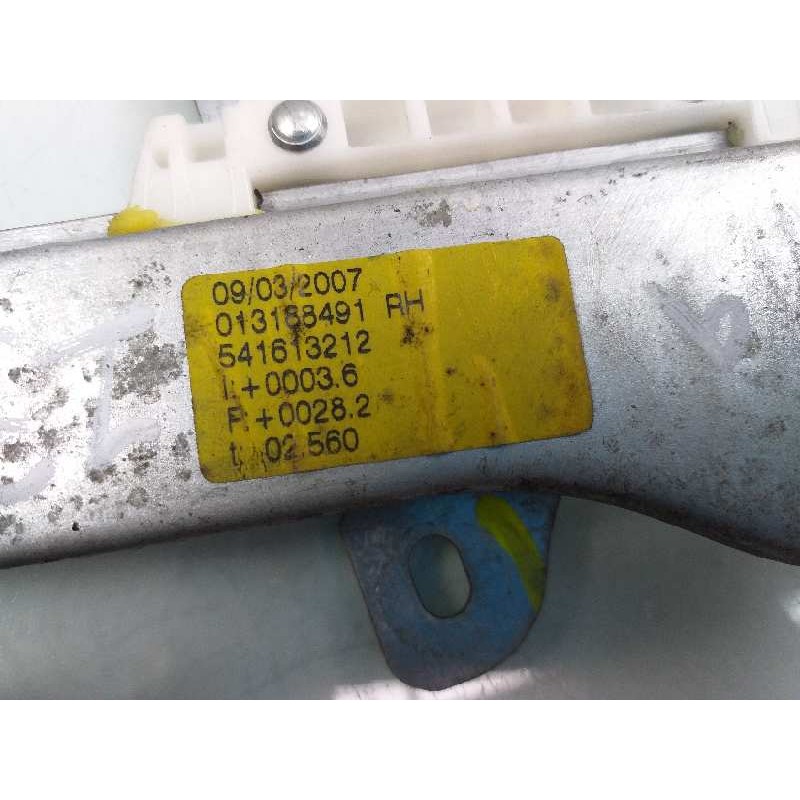 09/03/2007
013188491 RH
541613212
I.+0003.6
F.+0028.2
t. 02.560